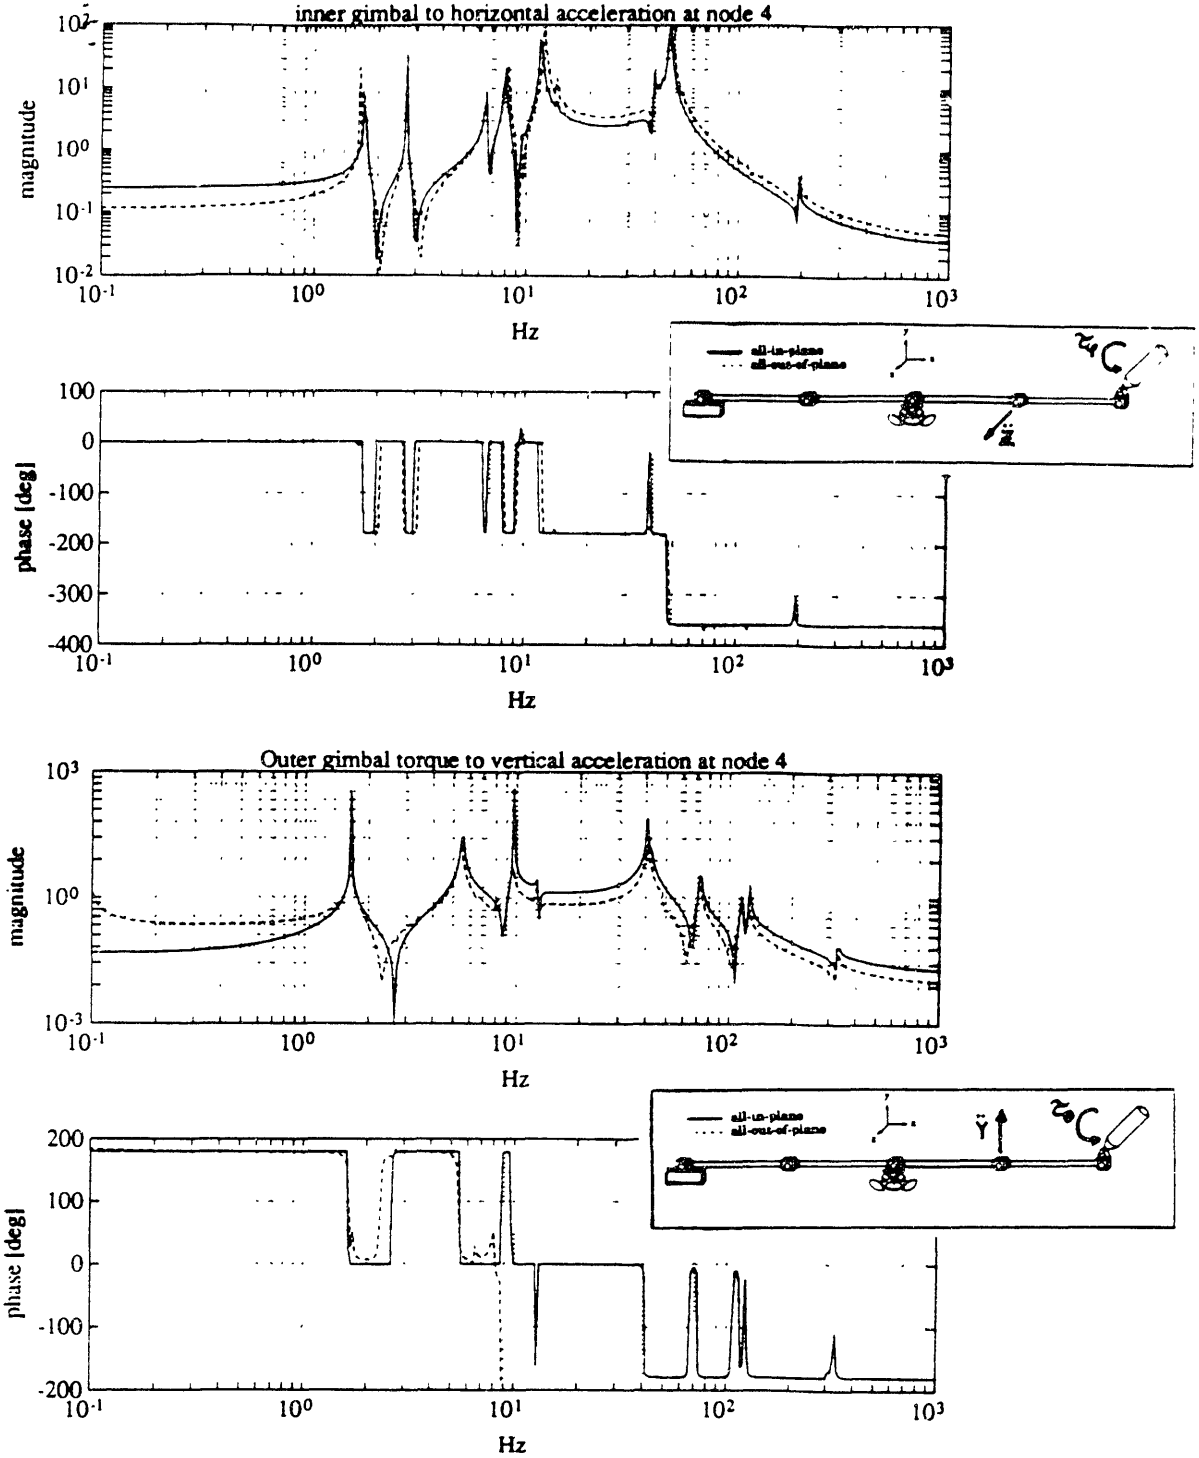 inner gimbal to horizontal acceleration at node 4
10²
10¹
10⁰
10⁻¹
10⁻²
magnitude
10⁻¹ 10⁰ 10¹ 10² 10³
Hz
all-in-plane
all-out-of-plane
y
x
z
Z̈
100
0
-100
-200
-300
-400
phase [deg]
10⁻¹ 10⁰ 10¹ 10² 10³
Hz
Outer gimbal torque to vertical acceleration at node 4
10³
10⁰
10⁻³
magnitude
10⁻¹ 10⁰ 10¹ 10² 10³
Hz
all-in-plane
all-out-of-plane
y
x
z
Ÿ
200
100
0
-100
-200
phase [deg]
10⁻¹ 10⁰ 10¹ 10² 10³
Hz